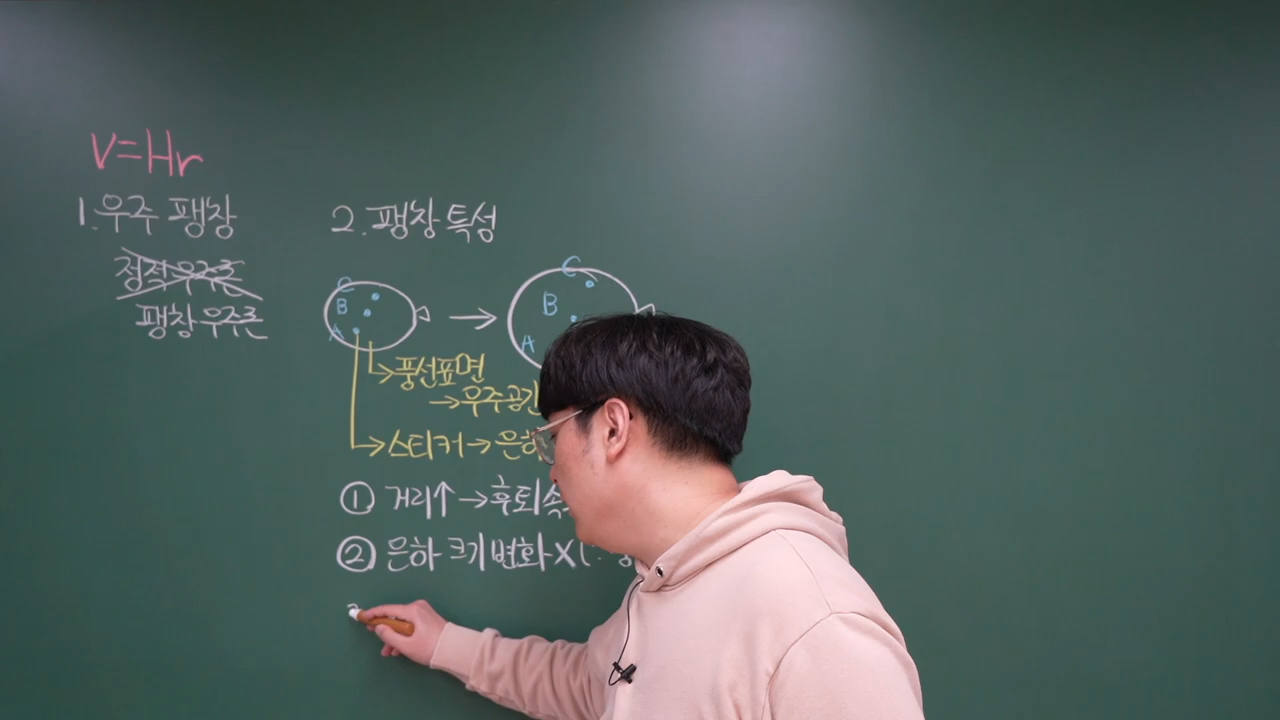 V=Hr
1. 우주 팽창
정적우주론
팽창우주론
2. 팽창 특성
C
B
A
→
C
B
A
→풍선표면
→우주공간
→스티커→은하
① 거리↑→후퇴속
② 은하 크기변화X(∵